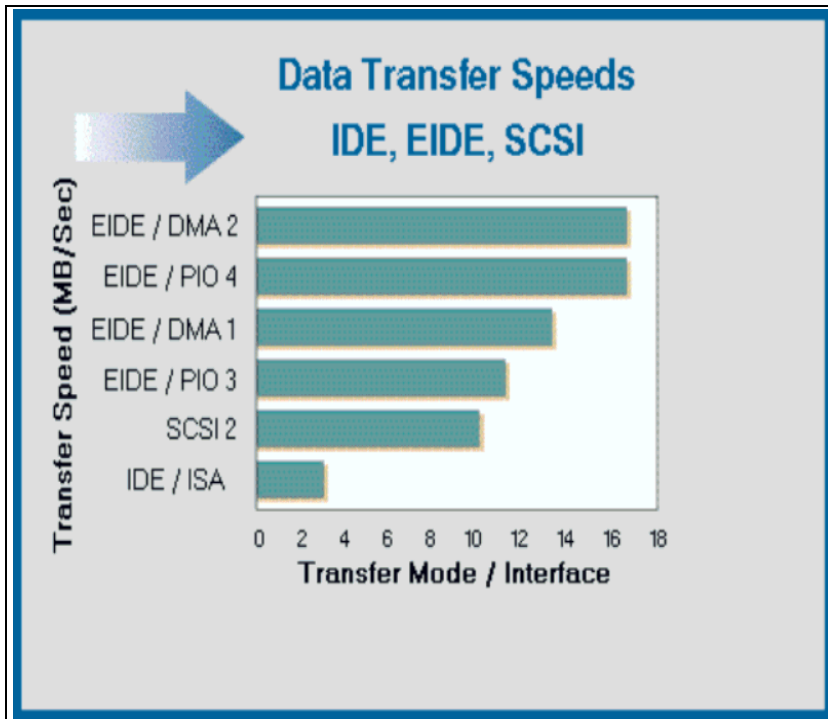 Data Transfer Speeds
IDE, EIDE, SCSI
Transfer Speed (MB/Sec)
EIDE / DMA 2
EIDE / PIO 4
EIDE / DMA 1
EIDE / PIO 3
SCSI 2
IDE / ISA
0 2 4 6 8 10 12 14 16 18
Transfer Mode / Interface